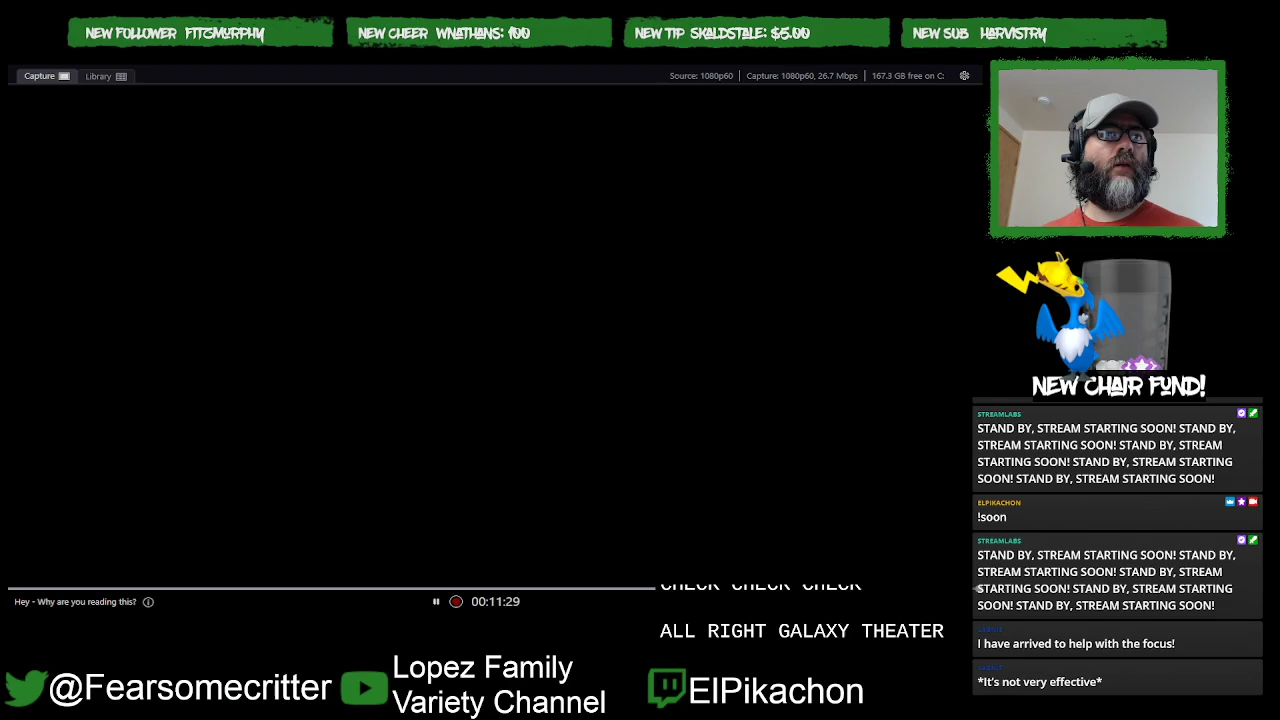 NEW FOLLOWER FITCMURPHY
NEW CHEER WNATHANS: 100
NEW TIP SKALDSTALE: $5.00
NEW SUB HARVISTRY
Capture
Library
Source: 1080p60
Capture: 1080p60, 26.7 Mbps
167.3 GB free on C:
NEW CHAIR FUND!
STREAMLABS
STAND BY, STREAM STARTING SOON! STAND BY,
STREAM STARTING SOON! STAND BY, STREAM
STARTING SOON! STAND BY, STREAM STARTING
SOON! STAND BY, STREAM STARTING SOON!
ELPIKACHON
!soon
STREAMLABS
STAND BY, STREAM STARTING SOON! STAND BY,
STREAM STARTING SOON! STAND BY, STREAM
STARTING SOON! STAND BY, STREAM STARTING
SOON! STAND BY, STREAM STARTING SOON!
I have arrived to help with the focus!
*It's not very effective*
Hey - Why are you reading this?
00:11:29
CHECK CHECK CHECK
ALL RIGHT GALAXY THEATER
@Fearsomecritter
Lopez Family
Variety Channel
ElPikachon